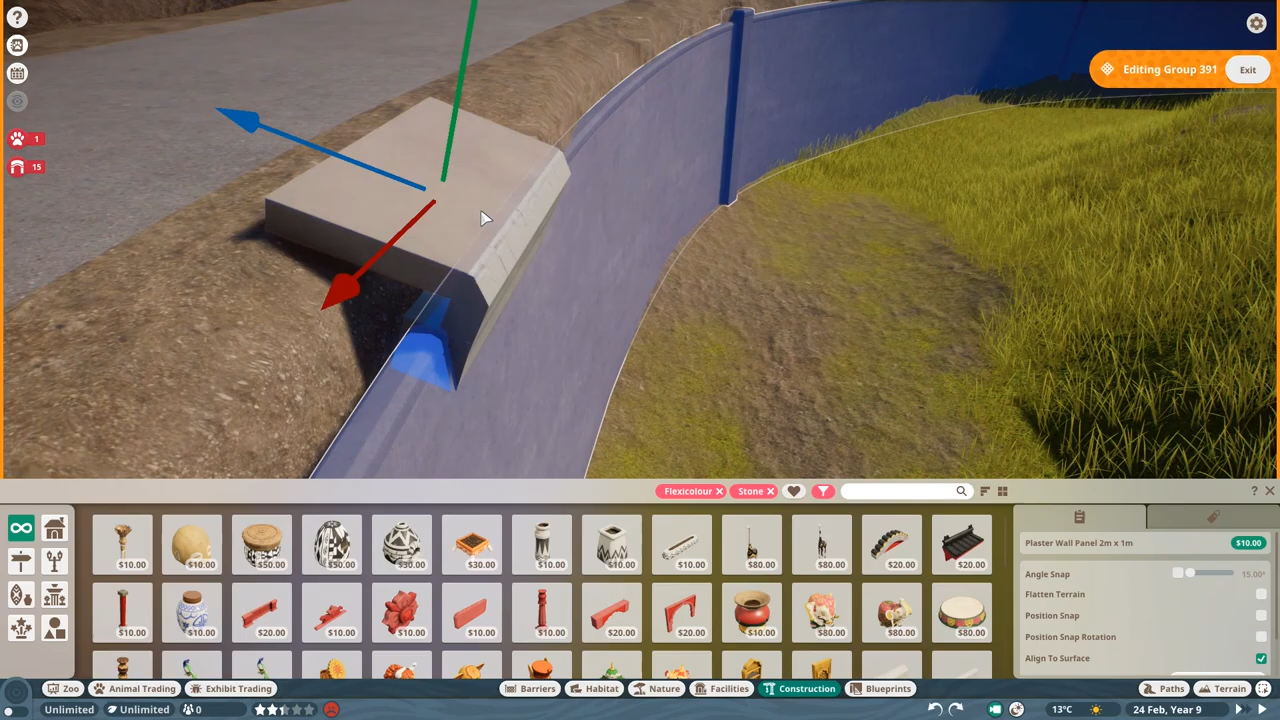 Editing Group 391
Exit
1
15
Flexicolour
Stone
$10.00 $10.00 $50.00 $50.00 $30.00 $30.00 $10.00 $10.00 $10.00 $80.00 $80.00 $20.00 $20.00
$10.00 $10.00 $20.00 $10.00 $20.00 $10.00 $10.00 $20.00 $20.00 $10.00 $80.00 $80.00 $80.00
Plaster Wall Panel 2m x 1m
$10.00
Angle Snap
15.00°
Flatten Terrain
Position Snap
Position Snap Rotation
Align To Surface
Zoo
Animal Trading
Exhibit Trading
Barriers
Habitat
Nature
Facilities
Construction
Blueprints
Paths
Terrain
Unlimited
Unlimited
0
13°C
24 Feb, Year 9